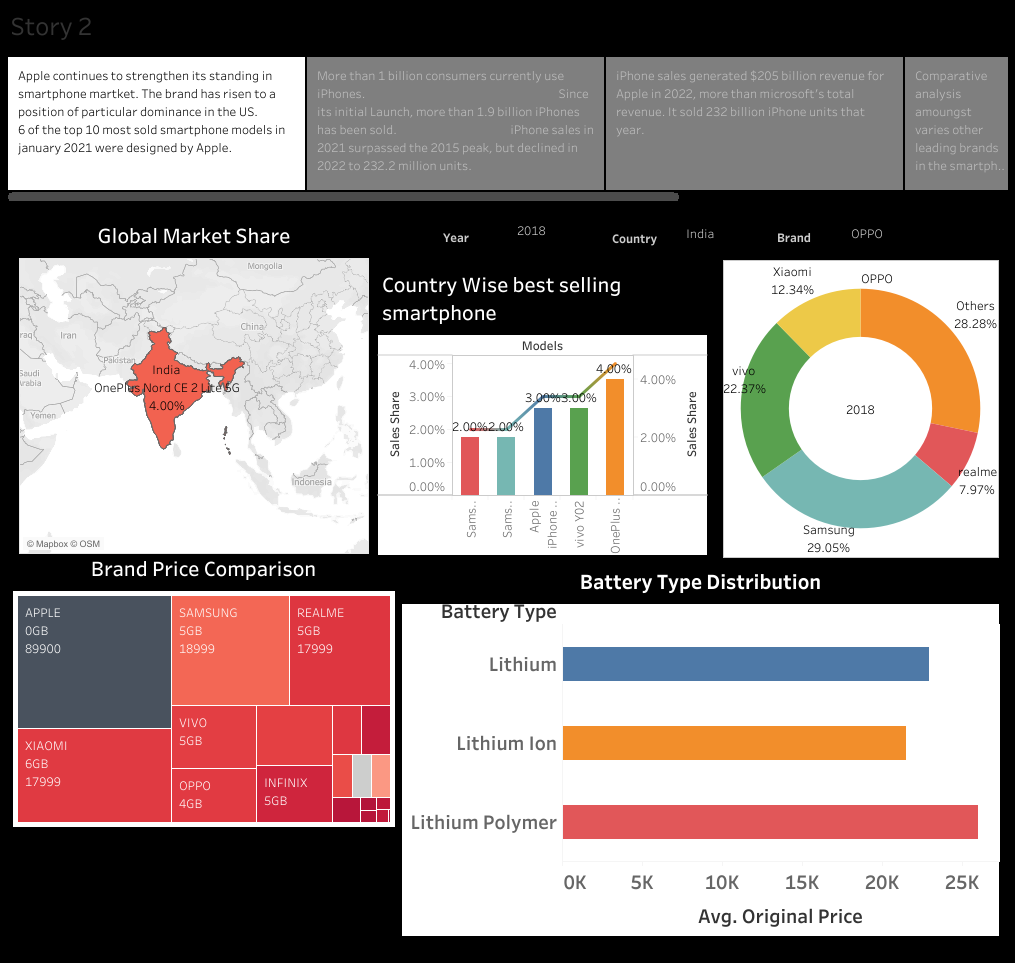 Story 2
Apple continues to strengthen its standing in
smartphone market. The brand has risen to a
position of particular dominance in the US.
6 of the top 10 most sold smartphone models in
january 2021 were designed by Apple.
More than 1 billion consumers currently use
iPhones. Since
its initial Launch, more than 1.9 billion iPhones
has been sold. iPhone sales in
2021 surpassed the 2015 peak, but declined in
2022 to 232.2 million units.
iPhone sales generated $205 billion revenue for
Apple in 2022, more than microsoft's total
revenue. It sold 232 billion iPhone units that
year.
Comparative
analysis
amongst
varies other
leading brands
in the smartph..
Global Market Share
Year 2018 Country India Brand OPPO
Mongolia
China
Iran
raq
Pakistan
Saudi
rabia
Yemen
Indonesia
India
OnePlus Nord CE 2 Lite 5G
4.00%
© Mapbox © OSM
Country Wise best selling
smartphone
Models
Sales Share
4.00%
3.00%
2.00%
1.00%
0.00%
2.00%
2.00%
3.00%
3.00%
4.00%
4.00%
2.00%
0.00%
Sales Share
Sams..
Sams..
Apple
iPhone ..
vivo Y02
OnePlus ..
Xiaomi
12.34%
OPPO
Others
28.28%
vivo
22.37%
2018
realme
7.97%
Samsung
29.05%
Brand Price Comparison
APPLE
0GB
89900
SAMSUNG
5GB
18999
REALME
5GB
17999
XIAOMI
6GB
17999
VIVO
5GB
OPPO
4GB
INFINIX
5GB
Battery Type Distribution
Battery Type
Lithium
Lithium Ion
Lithium Polymer
0K 5K 10K 15K 20K 25K
Avg. Original Price